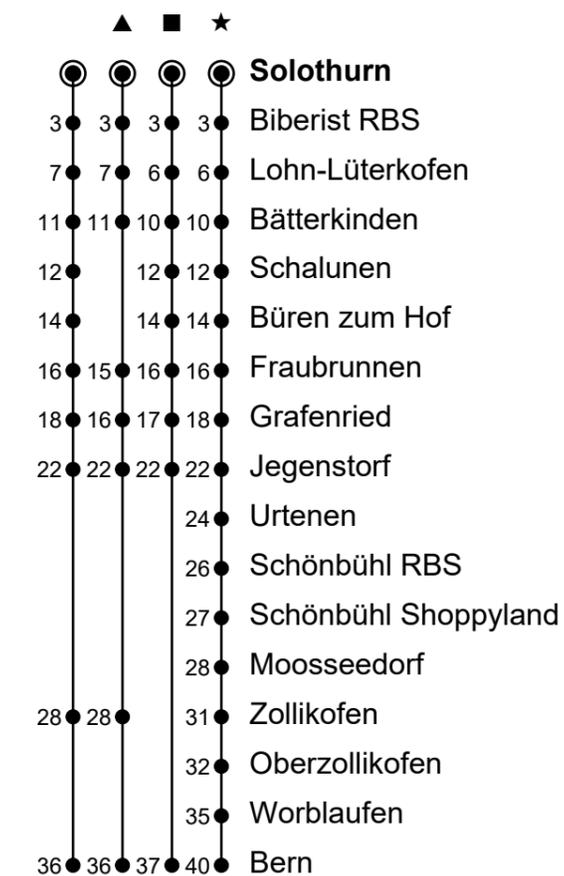 ▲ ■ ★
Solothurn
3 3 3 3 Biberist RBS
7 7 6 6 Lohn-Lüterkofen
11 11 10 10 Bätterkinden
12 12 12 Schalunen
14 14 14 Büren zum Hof
16 15 16 16 Fraubrunnen
18 16 17 18 Grafenried
22 22 22 22 Jegenstorf
24 Urtenen
26 Schönbühl RBS
27 Schönbühl Shoppyland
28 Moosseedorf
28 28 31 Zollikofen
32 Oberzollikofen
35 Worblaufen
36 36 37 40 Bern